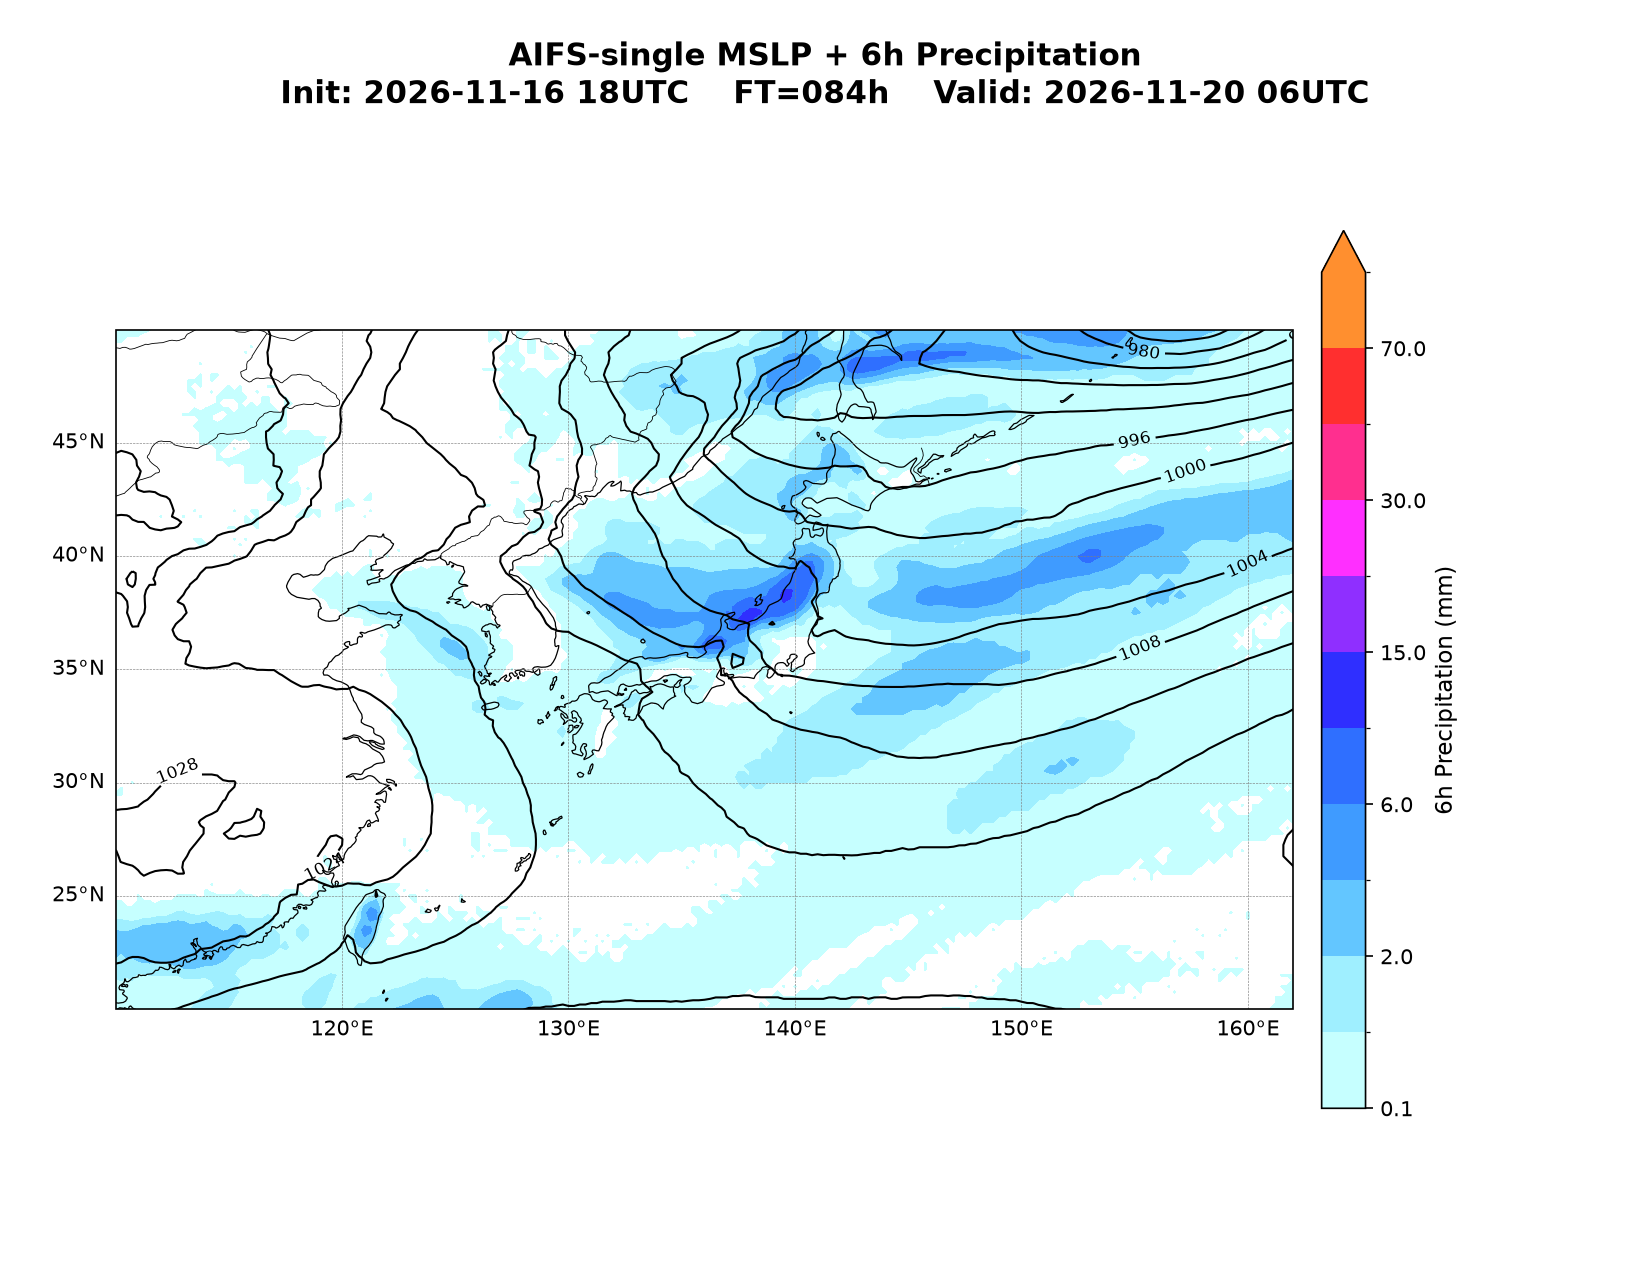 AIFS-single MSLP + 6h Precipitation
Init: 2026-11-16 18UTC    FT=084h    Valid: 2026-11-20 06UTC
980
996
1000
1004
1008
1028
1024
45°N
40°N
35°N
30°N
25°N
120°E
130°E
140°E
150°E
160°E
70.0
30.0
15.0
6.0
2.0
0.1
6h Precipitation (mm)